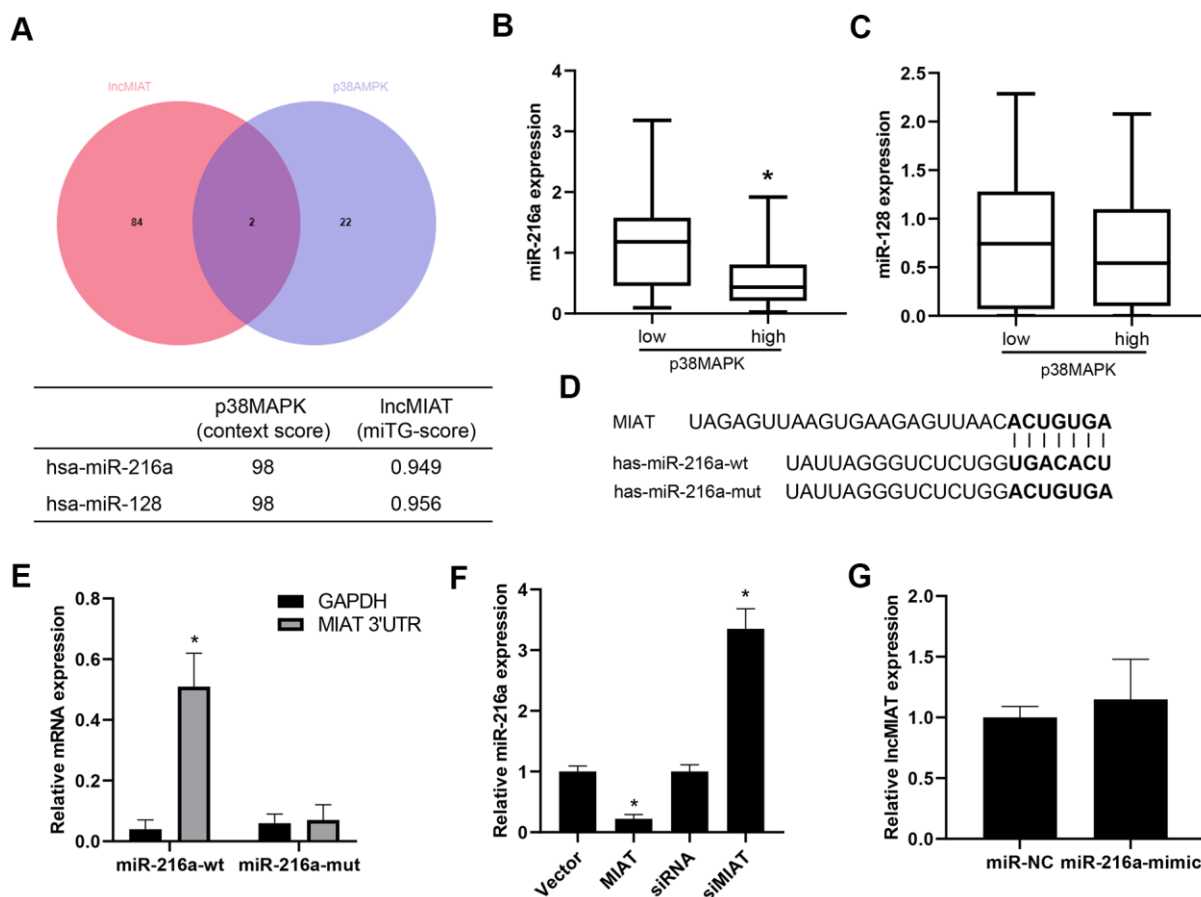 A
lncMIAT
p38AMPK
84
2
22
p38MAPK lncMIAT
(context score) (miTG-score)
hsa-miR-216a 98 0.949
hsa-miR-128 98 0.956
B
miR-216a expression
4
3
2
1
0
*
low high
p38MAPK
C
miR-128 expression
2.5
2.0
1.5
1.0
0.5
0.0
low high
p38MAPK
D
MIAT UAGAGUUAAGUGAAGAGUUAACACUGUGA
has-miR-216a-wt UAUUAGGGUCUCUGGUGACACU
has-miR-216a-mut UAUUAGGGUCUCUGGACUGUGA
E
Relative mRNA expression
0.8
0.6
0.4
0.2
0.0
GAPDH
MIAT 3'UTR
*
miR-216a-wt miR-216a-mut
F
Relative miR-216a expression
4
3
2
1
0
*
*
Vector MIAT siRNA siMIAT
G
Relative lncMIAT expression
2.0
1.5
1.0
0.5
0.0
miR-NC miR-216a-mimic